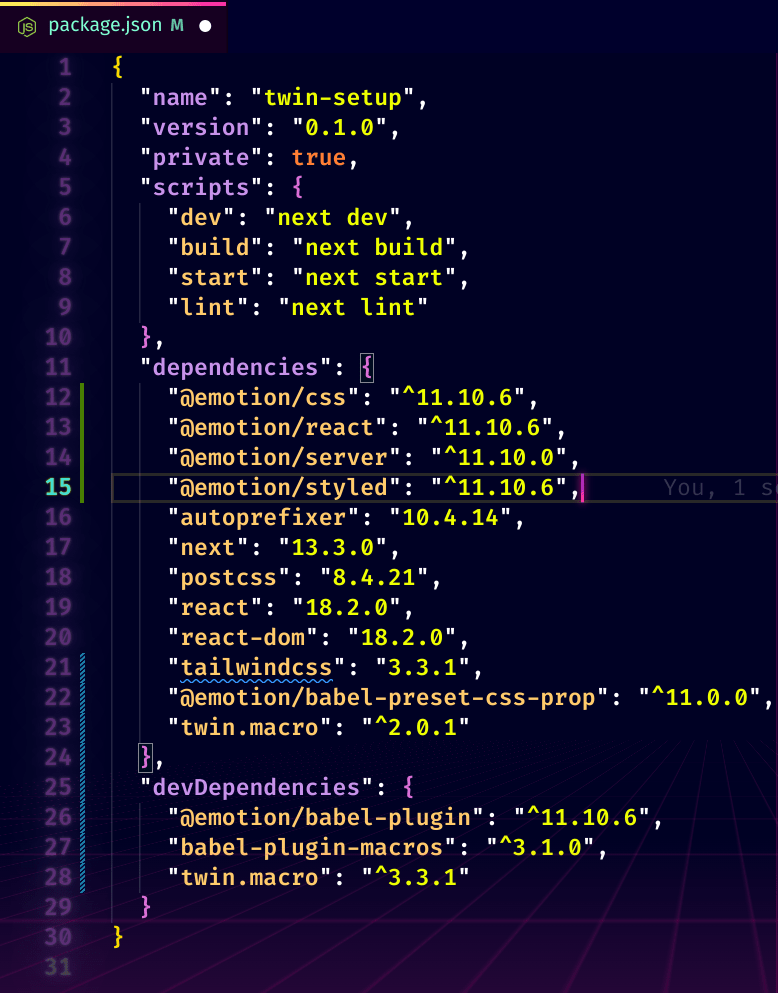 package.json M
1 {
2 "name": "twin-setup",
3 "version": "0.1.0",
4 "private": true,
5 "scripts": {
6 "dev": "next dev",
7 "build": "next build",
8 "start": "next start",
9 "lint": "next lint"
10 },
11 "dependencies": {
12 "@emotion/css": "^11.10.6",
13 "@emotion/react": "^11.10.6",
14 "@emotion/server": "^11.10.0",
15 "@emotion/styled": "^11.10.6", You, 1 s
16 "autoprefixer": "10.4.14",
17 "next": "13.3.0",
18 "postcss": "8.4.21",
19 "react": "18.2.0",
20 "react-dom": "18.2.0",
21 "tailwindcss": "3.3.1",
22 "@emotion/babel-preset-css-prop": "^11.0.0",
23 "twin.macro": "^2.0.1"
24 },
25 "devDependencies": {
26 "@emotion/babel-plugin": "^11.10.6",
27 "babel-plugin-macros": "^3.1.0",
28 "twin.macro": "^3.3.1"
29 }
30 }
31